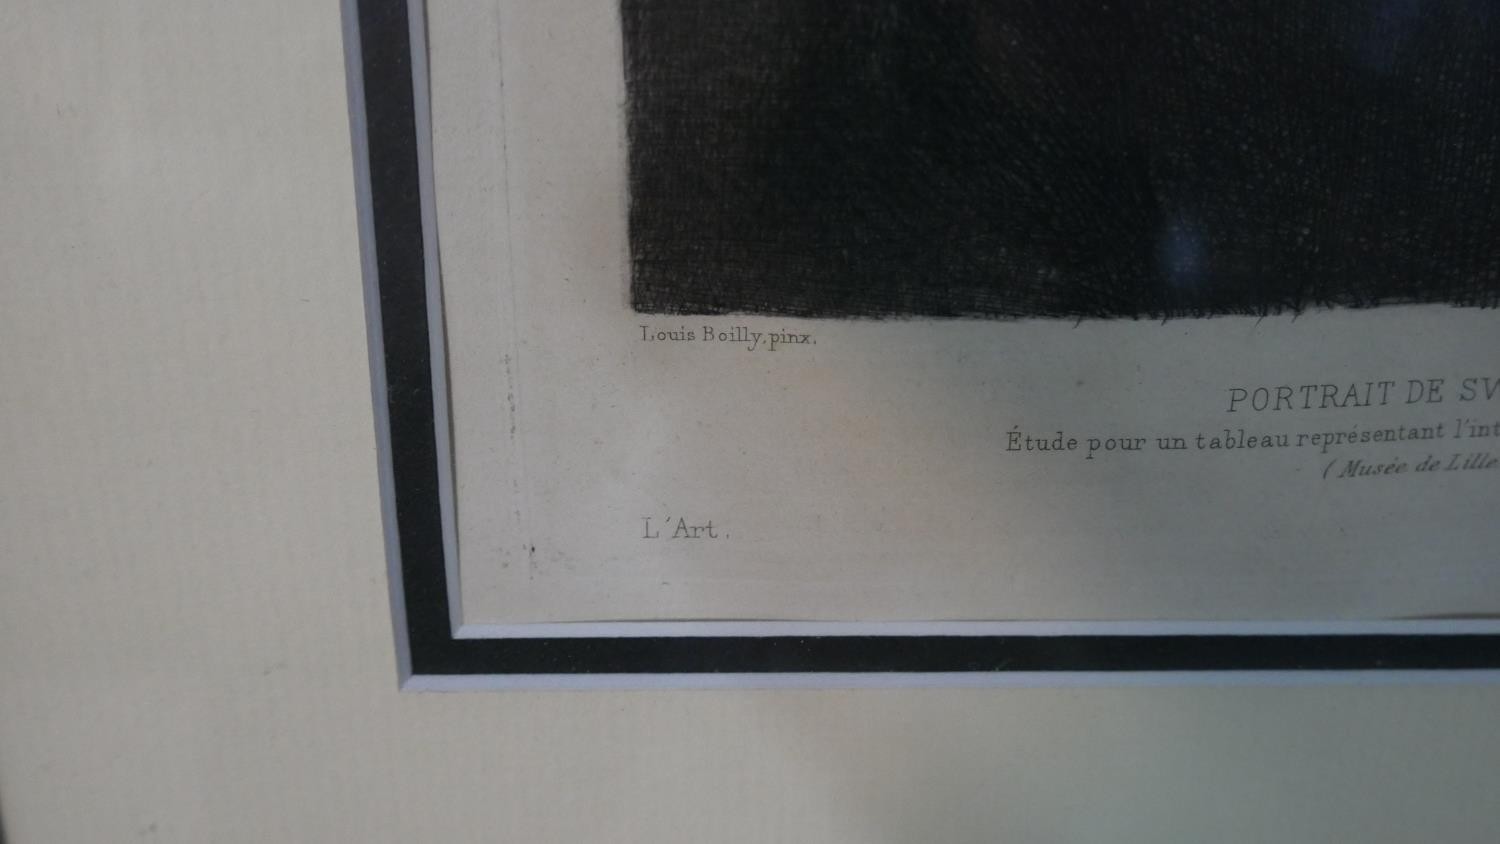 Louis Boilly, pinx.
PORTRAIT DE SV
Étude pour un tableau représentant l'int
(Musée de Lille
L'Art.